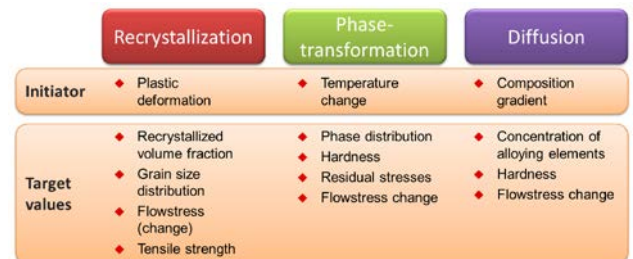 Recrystallization
Phase-
transformation
Diffusion
Initiator
Plastic
deformation
Temperature
change
Composition
gradient
Target
values
Recrystallized
volume fraction
Grain size
distribution
Flowstress
(change)
Tensile strength
Phase distribution
Hardness
Residual stresses
Flowstress change
Concentration of
alloying elements
Hardness
Flowstress change